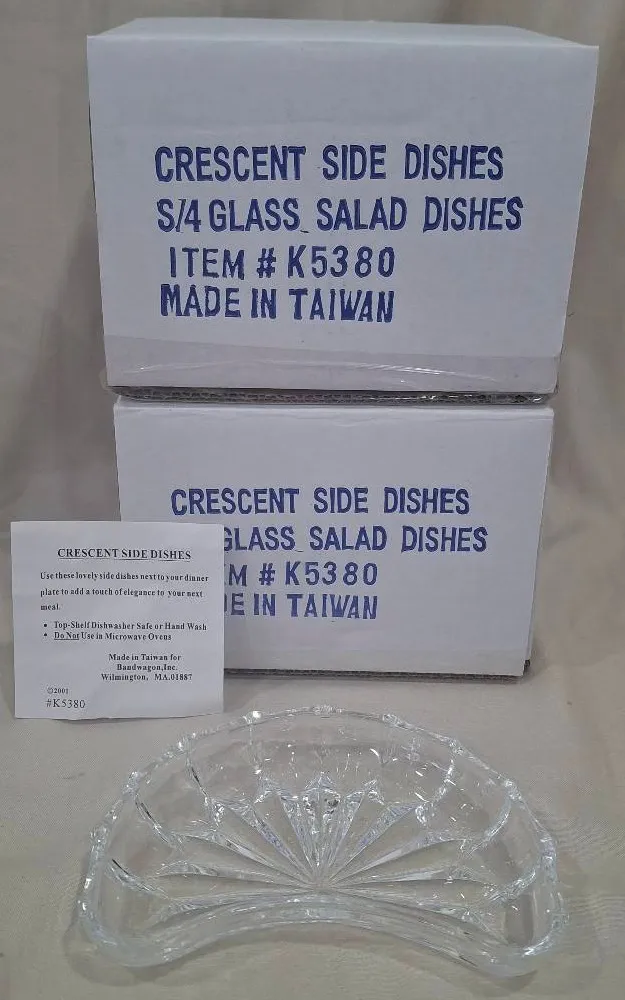 CRESCENT SIDE DISHES
S/4 GLASS SALAD DISHES
ITEM # K5380
MADE IN TAIWAN
CRESCENT SIDE DISHES
GLASS SALAD DISHES
M # K5380
DE IN TAIWAN
CRESCENT SIDE DISHES
Use these lovely side dishes next to your dinner
plate to add a touch of elegance to your next
meal.
• Top-Shelf Dishwasher Safe or Hand Wash
• Do Not Use in Microwave Ovens
Made in Taiwan for
Bandwagon,Inc.
Wilmington, MA.01887
©2001
#K5380